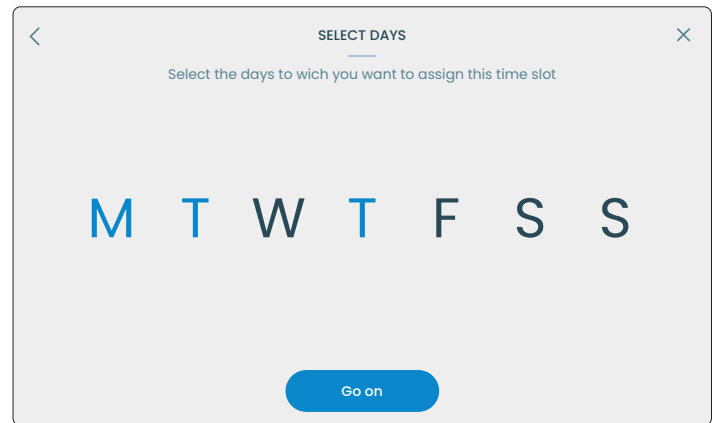 SELECT DAYS
Select the days to wich you want to assign this time slot
M T W T F S S
Go on